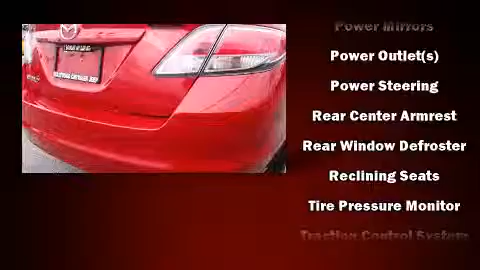 Power Mirrors
Power Outlet(s)
Power Steering
Rear Center Armrest
Rear Window Defroster
Reclining Seats
Tire Pressure Monitor
Traction Control System